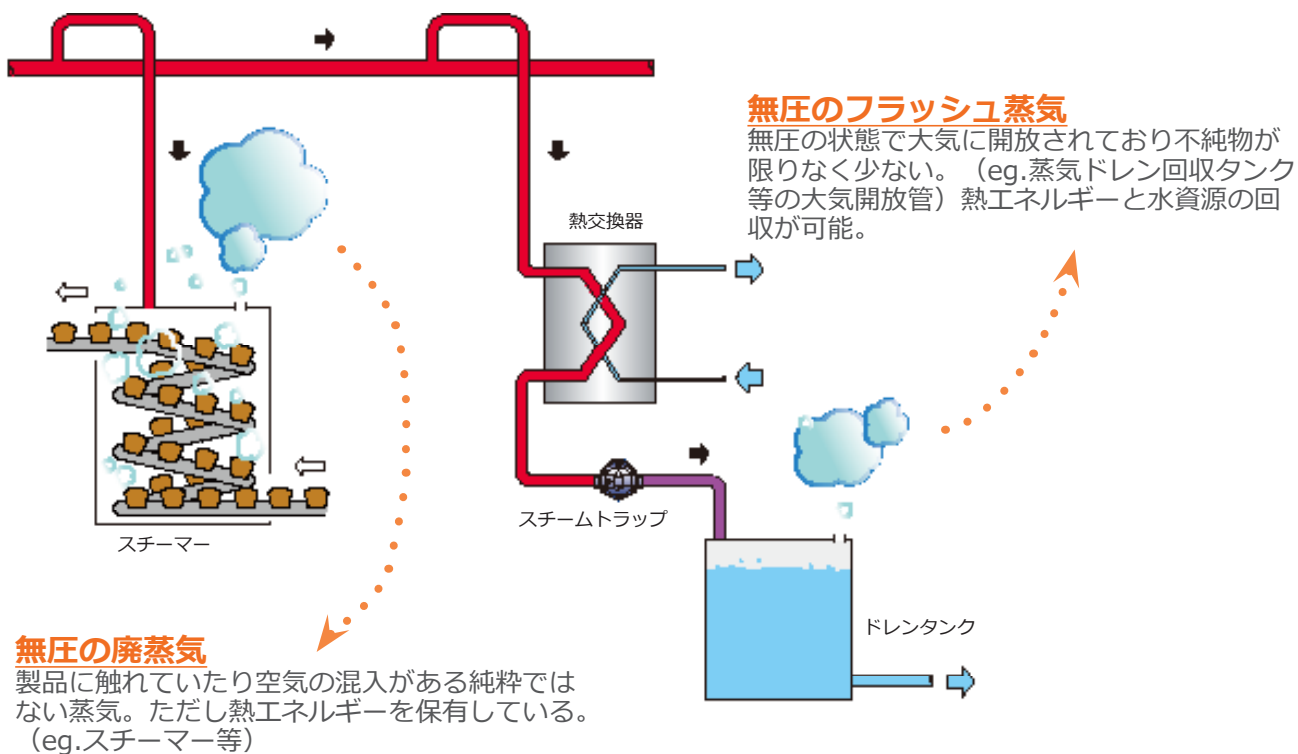 無圧のフラッシュ蒸気
無圧の状態で大気に開放されており不純物が
限りなく少ない。（eg.蒸気ドレン回収タンク
等の大気開放管）熱エネルギーと水資源の回
収が可能。
熱交換器
スチームトラップ
スチーマー
ドレンタンク
無圧の廃蒸気
製品に触れていたり空気の混入がある純粋では
ない蒸気。ただし熱エネルギーを保有している。
（eg.スチーマー等）